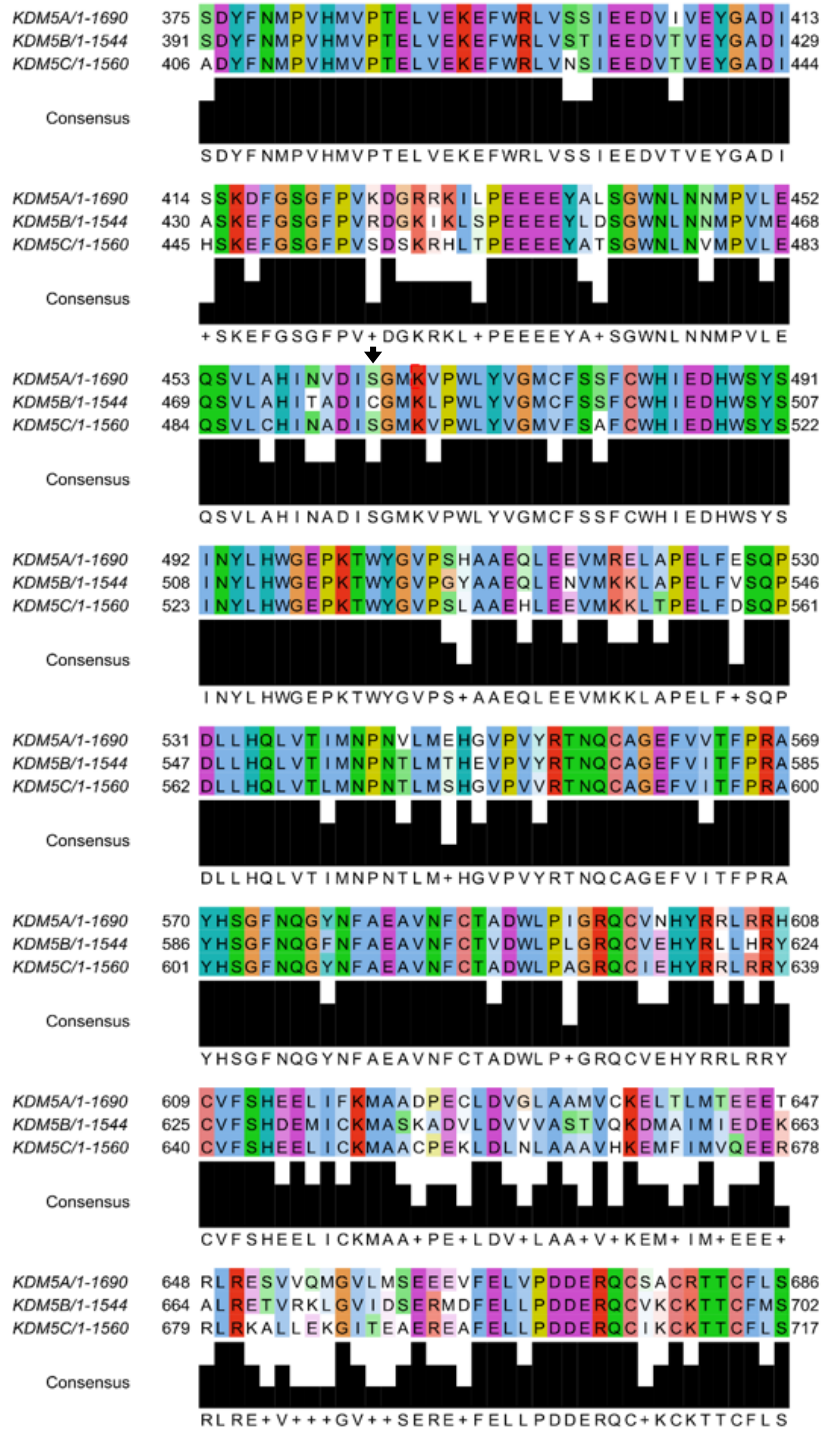 KDM5A/1-1690 375 SDYFNMPVHMVPTELVEKEFWRLVSSIEEDVIVEYGADI 413
KDM5B/1-1544 391 SDYFNMPVHMVPTELVEKEFWRLVSTIEEDVTVEYGADI 429
KDM5C/1-1560 406 ADYFNMPVHMVPTELVEKEFWRLVNSIEEDVTVEYGADI 444
Consensus
SDYFNMPVHMVPTELVEKEFWRLVSSIEEDVTVEYGADI
KDM5A/1-1690 414 SSKDFGSGFPVKDGRRKILPEEEEYALSGWNLNNMPVLE 452
KDM5B/1-1544 430 ASKEFGSGFPVRDGKIKLSPEEEEYLDSGWNLNNMPVME 468
KDM5C/1-1560 445 HSKEFGSGFPVSDSKRHLTPEEEEYATSGWNLNVMPVLE 483
Consensus
+SKEFGSGFPV+DGKRKL+PEEEEYA+SGWNLNNMPVLE
KDM5A/1-1690 453 QSVLAHINVDISGMKVPWLYVGMCFSSFCWHIEDHWSYS 491
KDM5B/1-1544 469 QSVLAHITADICGMKLPWLYVGMCFSSFCWHIEDHWSYS 507
KDM5C/1-1560 484 QSVLCHINADISGMKVPWLYVGMVFSAFCWHIEDHWSYS 522
Consensus
QSVLAHINADISGMKVPWLYVGMCFSSFCWHIEDHWSYS
KDM5A/1-1690 492 INYLHWGEPKTWYGVPSHAAEQLEEVMRELAPELFESQP 530
KDM5B/1-1544 508 INYLHWGEPKTWYGVPGYAAEQLENVMKKLAPELFVSQP 546
KDM5C/1-1560 523 INYLHWGEPKTWYGVPSLAAEHLEEVMKKLTPELFDSQP 561
Consensus
INYLHWGEPKTWYGVPS+AAEQLEEVMKKLAPELF+SQP
KDM5A/1-1690 531 DLLHQLVTIMNPNVLMEHGVPVYRTNQCAGEFVVTFPRA 569
KDM5B/1-1544 547 DLLHQLVTIMNPNTLMTHEVPVYRTNQCAGEFVITFPRA 585
KDM5C/1-1560 562 DLLHQLVTLMNPNTLMSHGVPVVRTNQCAGEFVITFPRA 600
Consensus
DLLHQLVTIMNPNTLM+HGVPVYRTNQCAGEFVITFPRA
KDM5A/1-1690 570 YHSGFNQGYNFAEAVNFCTADWLPIGRQCVNHYRRLRRH 608
KDM5B/1-1544 586 YHSGFNQGFNFAEAVNFCTVDWLPLGRQCVEHYRLLHRY 624
KDM5C/1-1560 601 YHSGFNQGYNFAEAVNFCTADWLPAGRQCIEHYRRLRRY 639
Consensus
YHSGFNQGYNFAEAVNFCTADWLP+GRQCVEHYRRLRRY
KDM5A/1-1690 609 CVFSHEELIFKMAADPECLDVGLAAMVCKELTLMTEEET 647
KDM5B/1-1544 625 CVFSHDEMICKMASKADVLDVVVASTVQKDMAIMIEDEK 663
KDM5C/1-1560 640 CVFSHEELICKMAACPEKLDLNLAAAVHKEMFIMVQEER 678
Consensus
CVFSHEELICKMAA+PE+LDV+LAA+V+KEM+IM+EEE+
KDM5A/1-1690 648 RLRESVVQMGVLMSEEEVFELVPDDERQCSACRTTCFLS 686
KDM5B/1-1544 664 ALRETVRKLGVIDSERMDFELLPDDERQCVKCKTTCFMS 702
KDM5C/1-1560 679 RLRKALLEKGITEAEREAFELLPDDERQCIKCKTTCFLS 717
Consensus
RLRE+V+++GV++SERE+FELLPDDERQC+KCKTTCFLS